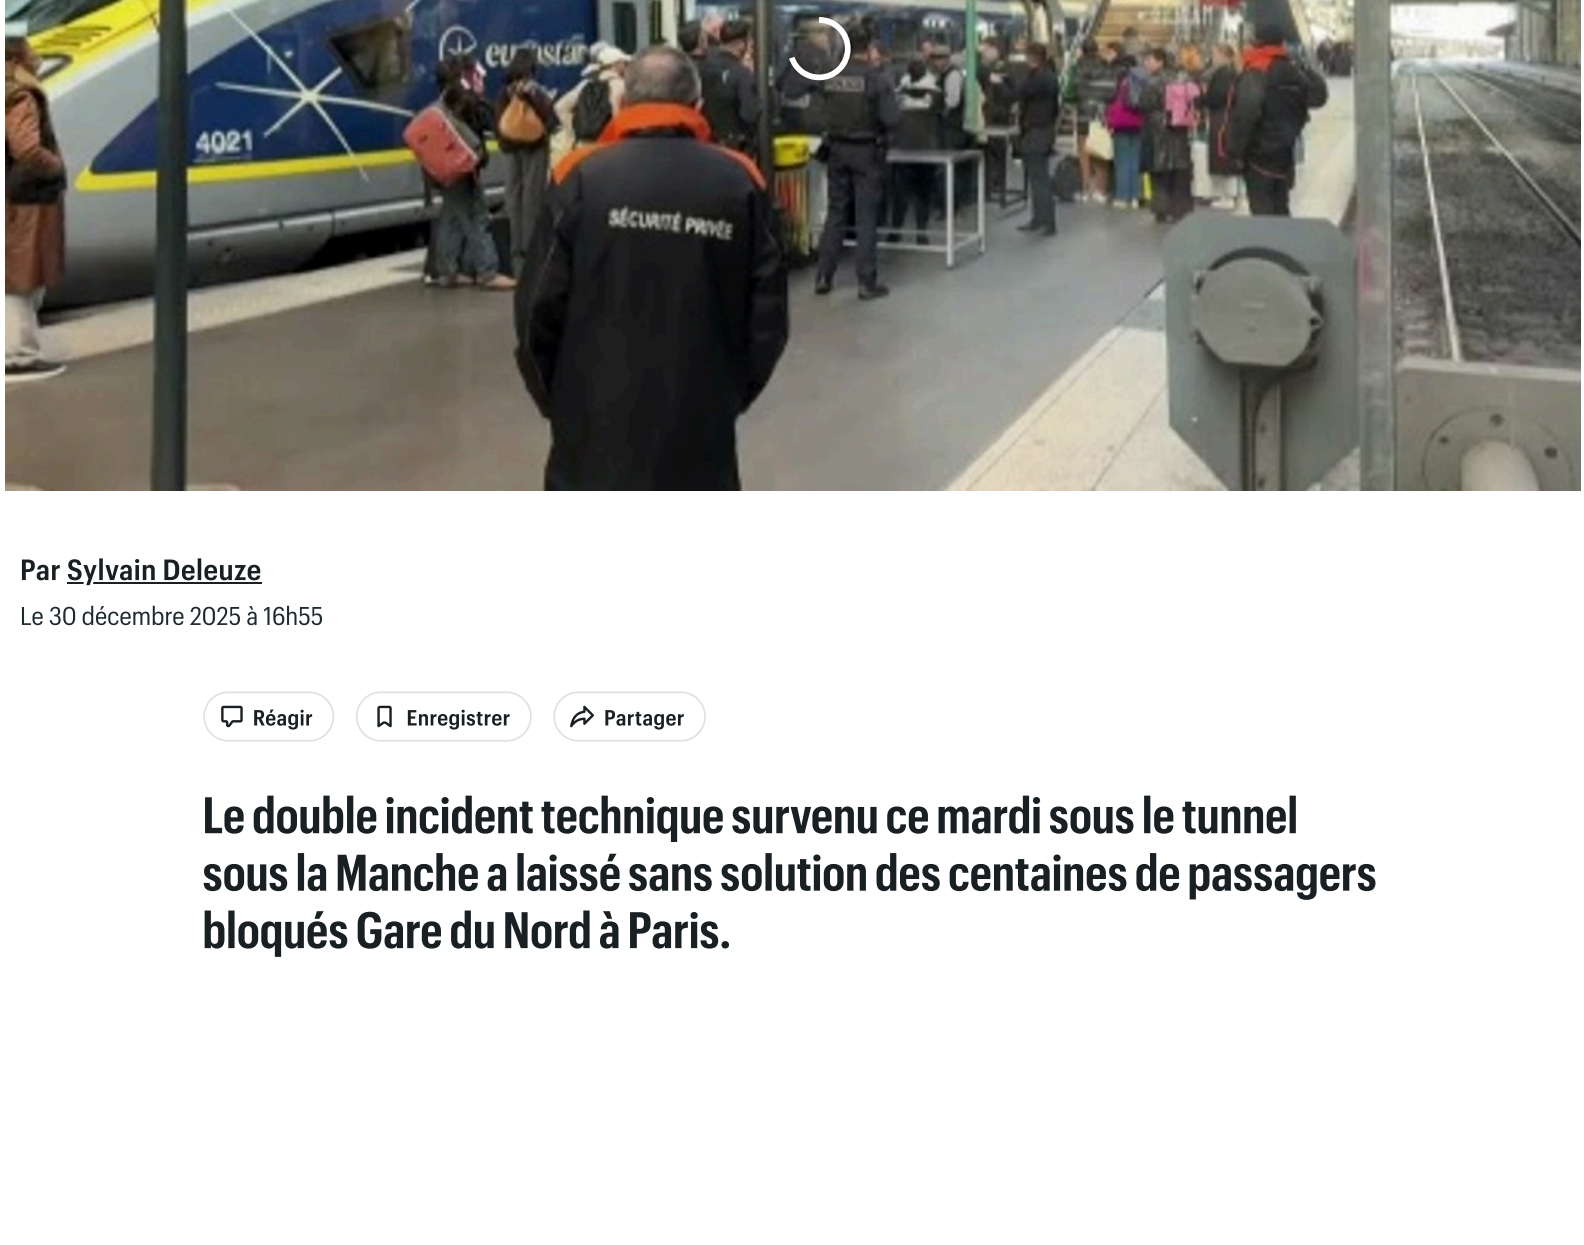 eurostar
4021
SÉCURITÉ PRIVÉE
Par Sylvain Deleuze
Le 30 décembre 2025 à 16h55
Réagir
Enregistrer
Partager
Le double incident technique survenu ce mardi sous le tunnel
sous la Manche a laissé sans solution des centaines de passagers
bloqués Gare du Nord à Paris.